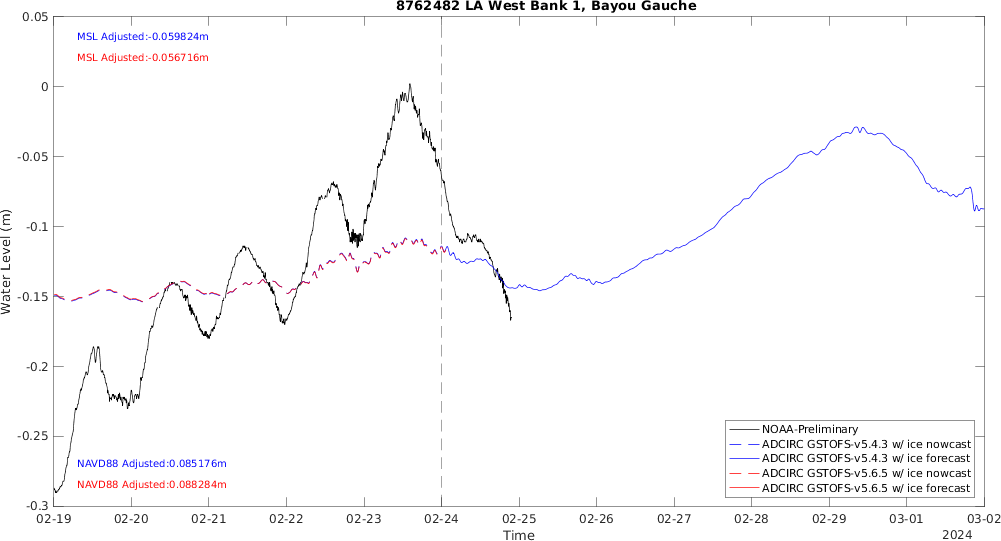 8762482 LA West Bank 1, Bayou Gauche
MSL Adjusted:-0.059824m
MSL Adjusted:-0.056716m
0.05
0
-0.05
-0.1
-0.15
-0.2
-0.25
-0.3
Water Level (m)
NAVD88 Adjusted:0.085176m
NAVD88 Adjusted:0.088284m
NOAA-Preliminary
ADCIRC GSTOFS-v5.4.3 w/ ice nowcast
ADCIRC GSTOFS-v5.4.3 w/ ice forecast
ADCIRC GSTOFS-v5.6.5 w/ ice nowcast
ADCIRC GSTOFS-v5.6.5 w/ ice forecast
02-19 02-20 02-21 02-22 02-23 02-24 02-25 02-26 02-27 02-28 02-29 03-01 03-02
Time
2024